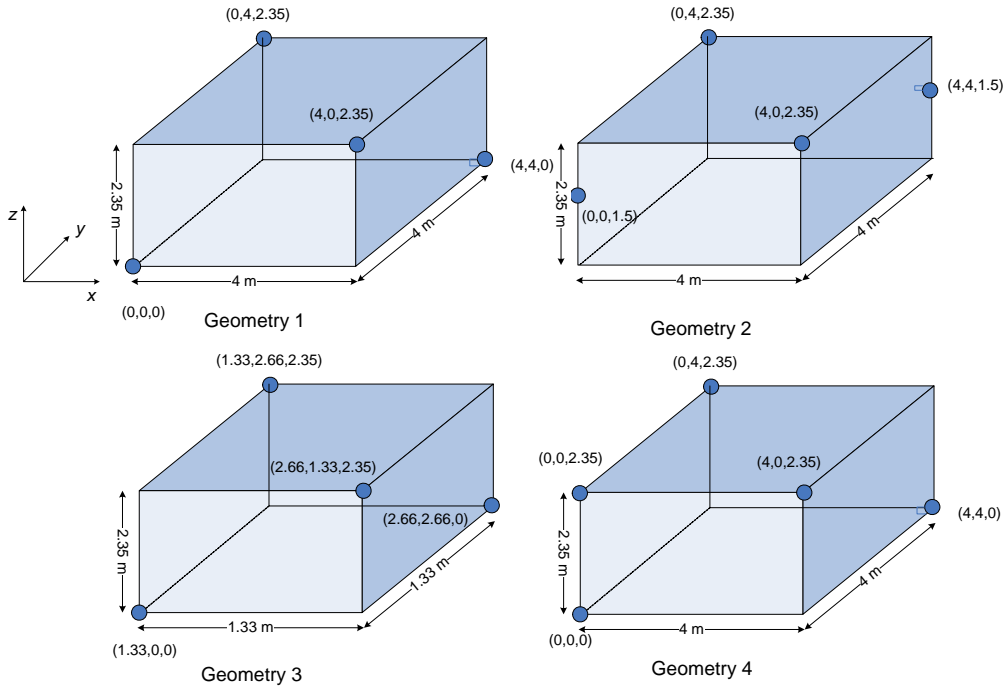 (0,4,2.35)
(4,0,2.35)
(4,4,0)
2.35 m
4 m
4 m
z
y
x
(0,0,0)
Geometry 1
(0,4,2.35)
(4,4,1.5)
(4,0,2.35)
2.35 m
(0,0,1.5)
4 m
4 m
Geometry 2
(1.33,2.66,2.35)
(2.66,1.33,2.35)
(2.66,2.66,0)
2.35 m
1.33 m
1.33 m
(1.33,0,0)
Geometry 3
(0,4,2.35)
(0,0,2.35)
(4,0,2.35)
(4,4,0)
2.35 m
4 m
4 m
(0,0,0)
Geometry 4